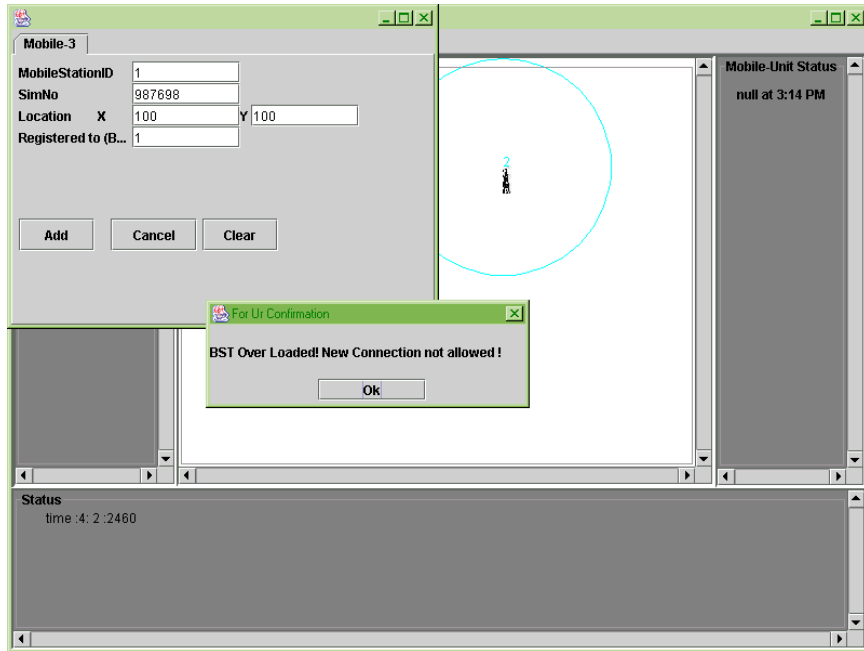 Mobile-3
MobileStationID 1
SimNo 987698
Location X 100 Y 100
Registered to (B... 1
Add Cancel Clear
Mobile-Unit Status
null at 3:14 PM
2
For Ur Confirmation
BST Over Loaded! New Connection not allowed !
Ok
Status
time :4: 2 :2460